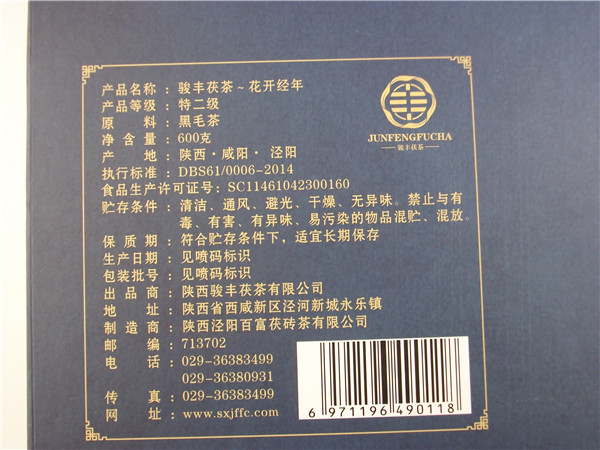 产品名称：骏丰茯茶~花开经年
产品等级：特二级
原料：黑毛茶
净含量：600克
产地：陕西·咸阳·泾阳
执行标准：DBS61/0006-2014
食品生产许可证号：SC11461042300160
贮存条件：清洁、通风、避光、干燥、无异味。禁止与有
毒、有害、有异味、易污染的物品混贮、混放。
保质期：符合贮存条件下，适宜长期保存
生产日期：见喷码标识
包装批号：见喷码标识
出品商：陕西骏丰茯茶有限公司
地址：陕西省西咸新区泾河新城永乐镇
制造商：陕西泾阳百富茯砖茶有限公司
邮编：713702
电话：029-36383499
029-36380931
传真：029-36383499
网址：www.sxjffc.com
JUNFENGFUCHA
骏丰茯茶
6 971196 490118